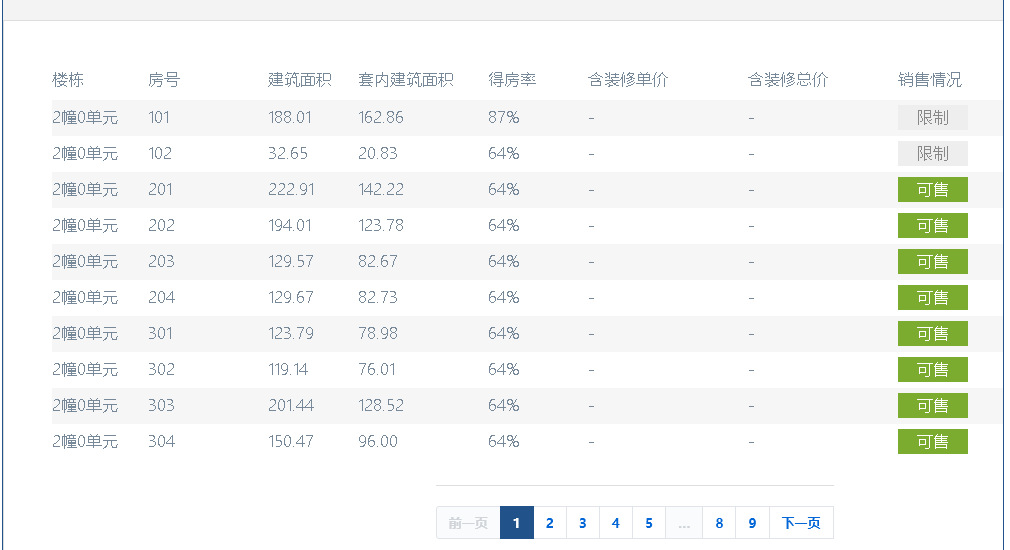 楼栋 房号 建筑面积 套内建筑面积 得房率 含装修单价 含装修总价 销售情况
2幢0单元 101 188.01 162.86 87% - - 限制
2幢0单元 102 32.65 20.83 64% - - 限制
2幢0单元 201 222.91 142.22 64% - - 可售
2幢0单元 202 194.01 123.78 64% - - 可售
2幢0单元 203 129.57 82.67 64% - - 可售
2幢0单元 204 129.67 82.73 64% - - 可售
2幢0单元 301 123.79 78.98 64% - - 可售
2幢0单元 302 119.14 76.01 64% - - 可售
2幢0单元 303 201.44 128.52 64% - - 可售
2幢0单元 304 150.47 96.00 64% - - 可售
前一页 1 2 3 4 5 ... 8 9 下一页